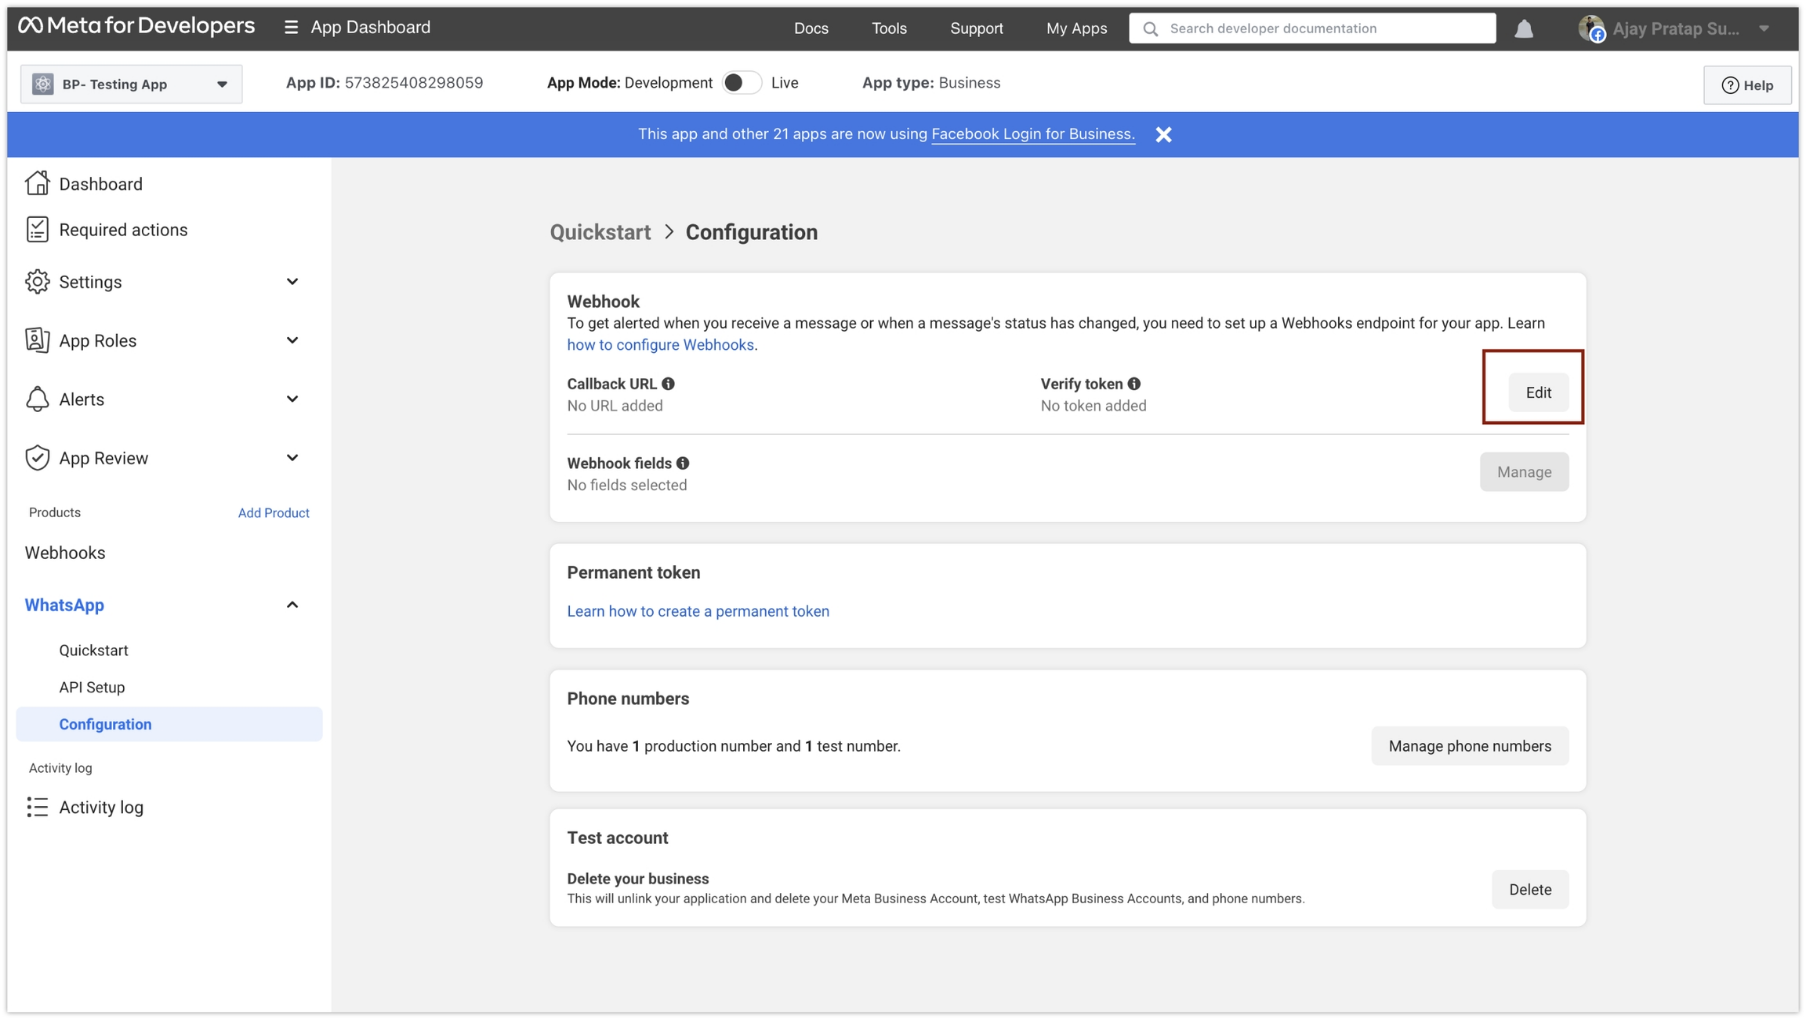 Meta for Developers
App Dashboard
Docs
Tools
Support
My Apps
Search developer documentation
Ajay Pratap Su...
BP- Testing App
App ID: 573825408298059
App Mode: Development
Live
App type: Business
Help
This app and other 21 apps are now using Facebook Login for Business.
Dashboard
Required actions
Settings
App Roles
Alerts
App Review
Products
Add Product
Webhooks
WhatsApp
Quickstart
API Setup
Configuration
Activity log
Activity log
Quickstart > Configuration
Webhook
To get alerted when you receive a message or when a message's status has changed, you need to set up a Webhooks endpoint for your app. Learn
how to configure Webhooks.
Callback URL
No URL added
Verify token
No token added
Edit
Webhook fields
No fields selected
Manage
Permanent token
Learn how to create a permanent token
Phone numbers
You have 1 production number and 1 test number.
Manage phone numbers
Test account
Delete your business
This will unlink your application and delete your Meta Business Account, test WhatsApp Business Accounts, and phone numbers.
Delete